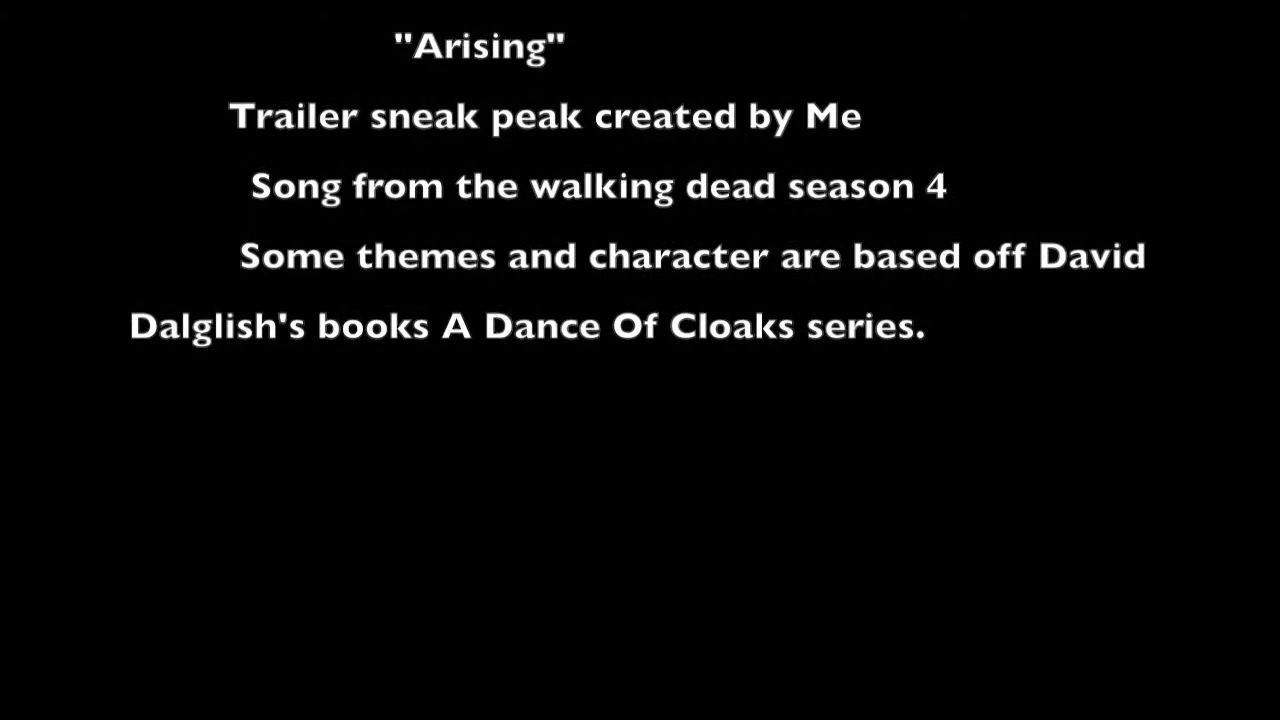 "Arising"
Trailer sneak peak created by Me
Song from the walking dead season 4
Some themes and character are based off David
Dalglish's books A Dance Of Cloaks series.